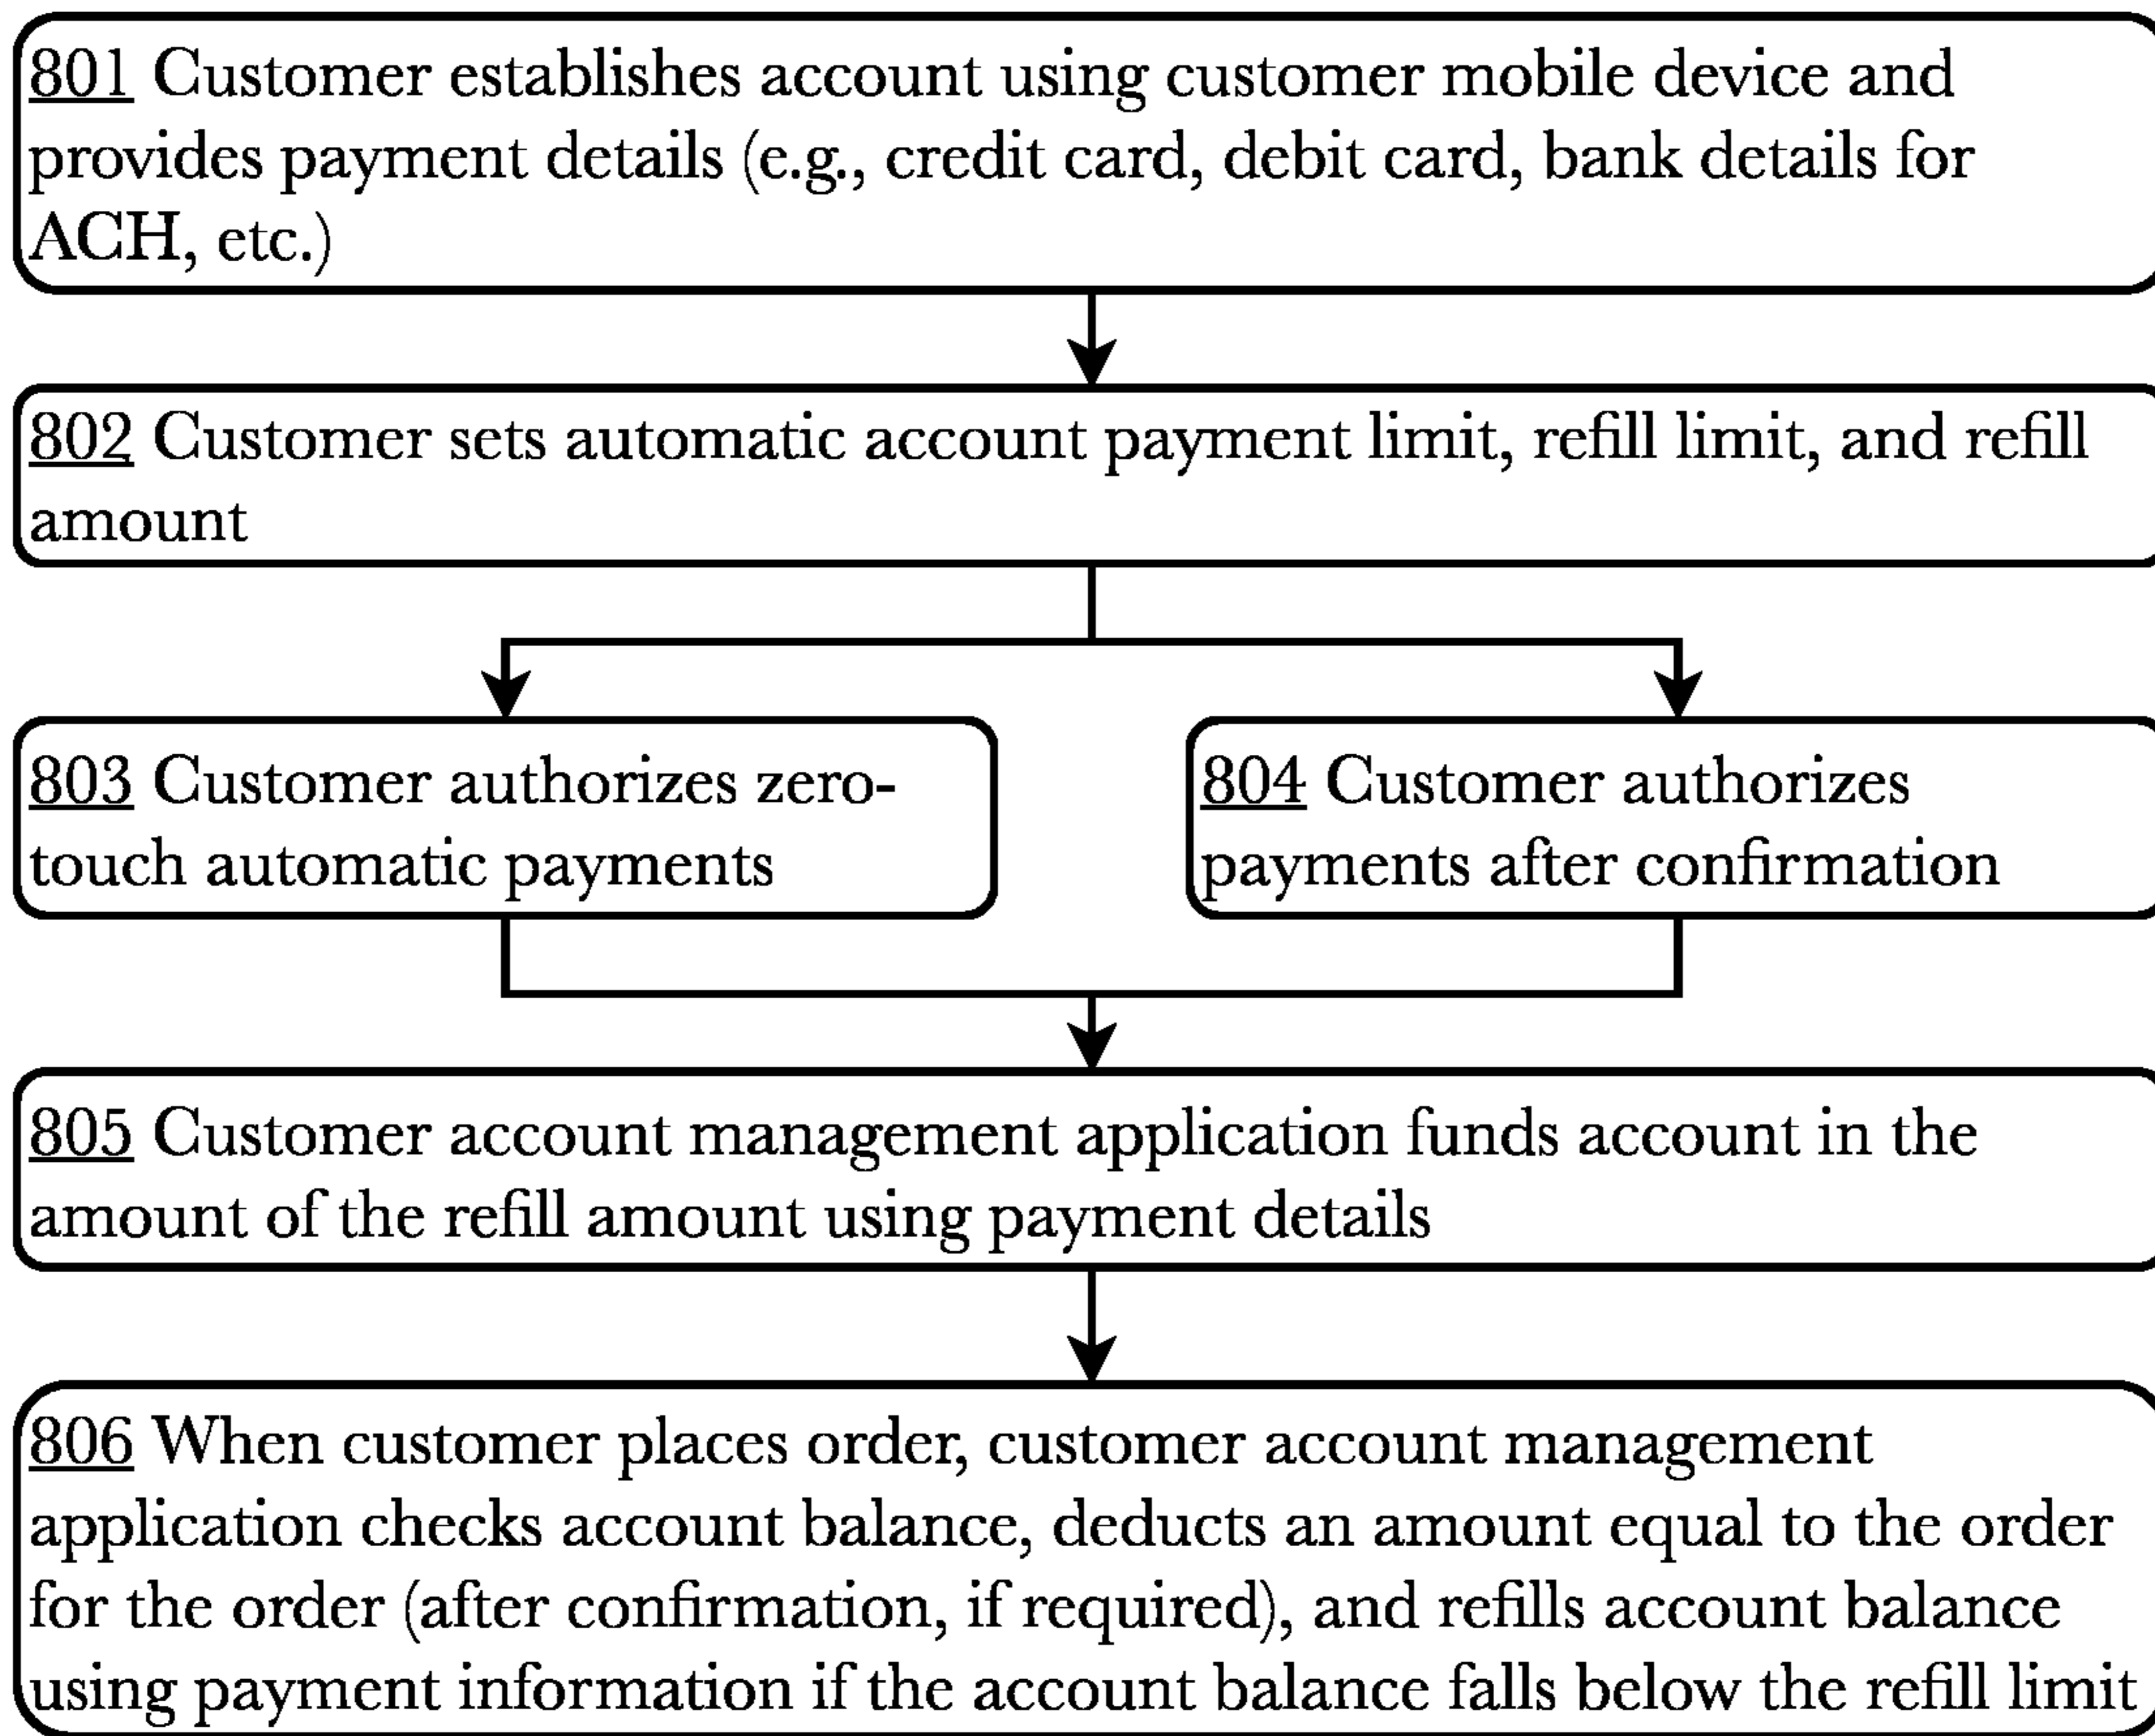 801 Customer establishes account using customer mobile device and
provides payment details (e.g., credit card, debit card, bank details for
ACH, etc.)
802 Customer sets automatic account payment limit, refill limit, and refill
amount
803 Customer authorizes zero-
touch automatic payments
804 Customer authorizes
payments after confirmation
805 Customer account management application funds account in the
amount of the refill amount using payment details
806 When customer places order, customer account management
application checks account balance, deducts an amount equal to the order
for the order (after confirmation, if required), and refills account balance
using payment information if the account balance falls below the refill limit